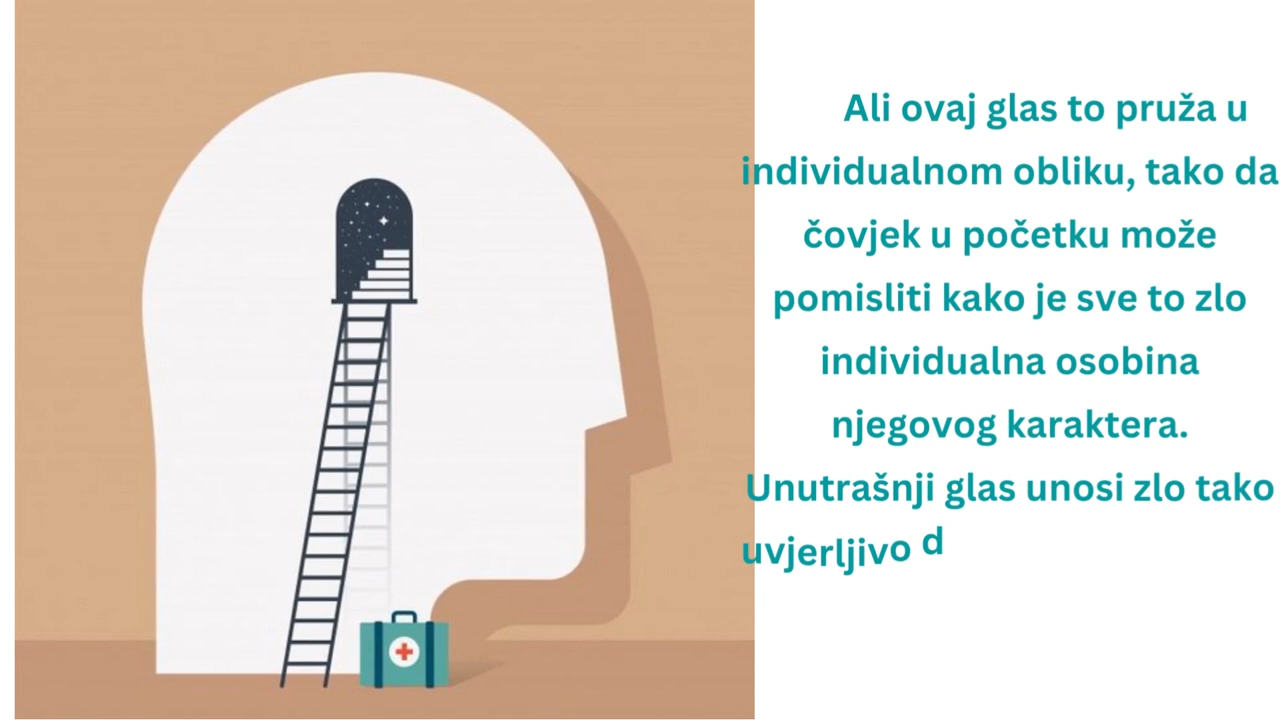 Ali ovaj glas to pruža u
individualnom obliku, tako da
čovjek u početku može
pomisliti kako je sve to zlo
individualna osobina
njegovog karaktera.
Unutrašnji glas unosi zlo tako
uvjerljivo d